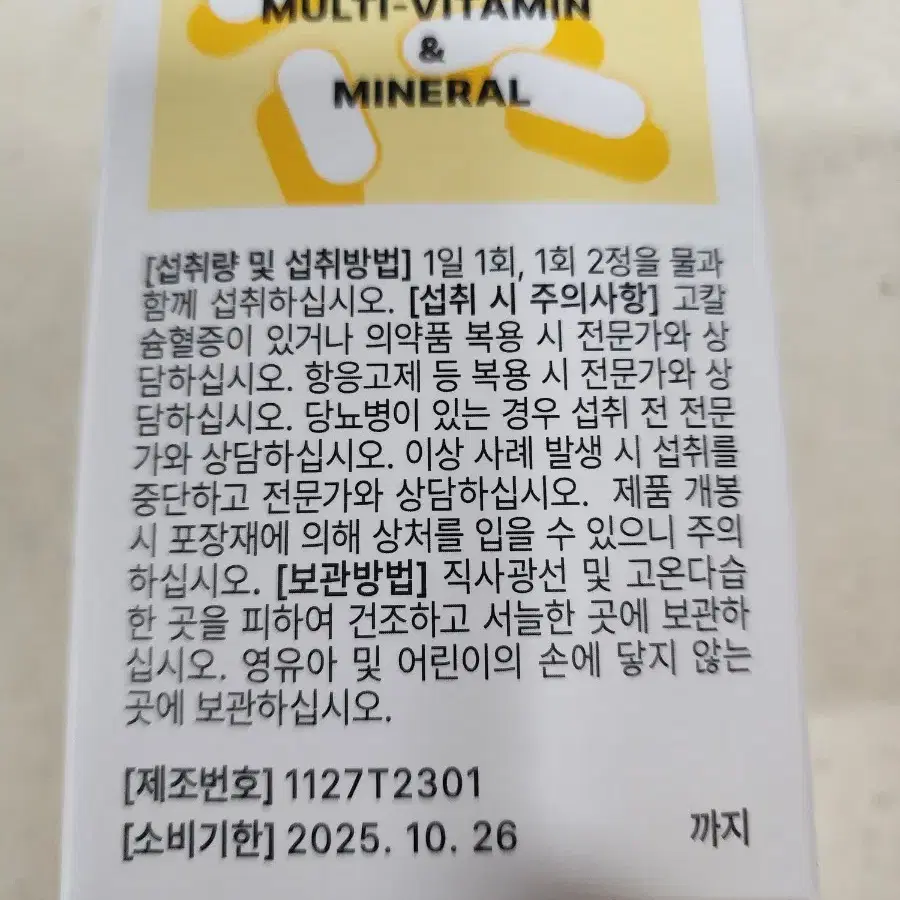 MULTI-VITAMIN
&
MINERAL
[섭취량 및 섭취방법] 1일 1회, 1회 2정을 물과
함께 섭취하십시오. [섭취 시 주의사항] 고칼
슘혈증이 있거나 의약품 복용 시 전문가와 상
담하십시오. 항응고제 등 복용 시 전문가와 상
담하십시오. 당뇨병이 있는 경우 섭취 전 전문
가와 상담하십시오. 이상 사례 발생 시 섭취를
중단하고 전문가와 상담하십시오. 제품 개봉
시 포장재에 의해 상처를 입을 수 있으니 주의
하십시오. [보관방법] 직사광선 및 고온다습
한 곳을 피하여 건조하고 서늘한 곳에 보관하
십시오. 영유아 및 어린이의 손에 닿지 않는
곳에 보관하십시오.
[제조번호] 1127T2301
[소비기한] 2025. 10. 26 까지